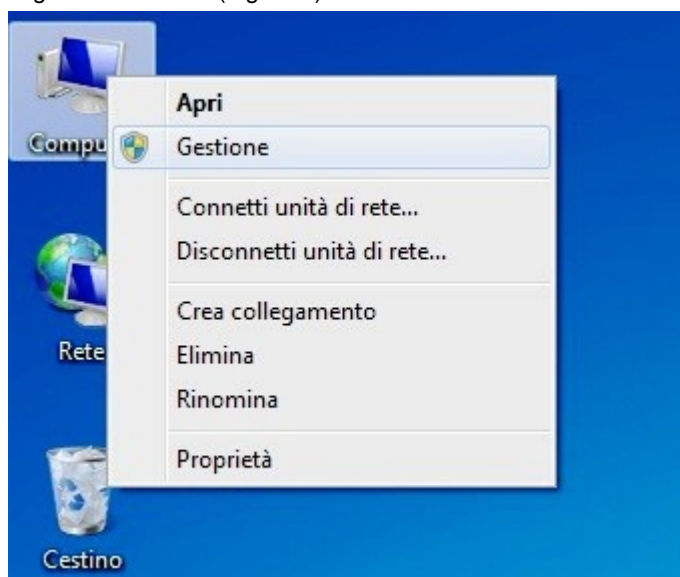 Apri
Gestione
Connetti unità di rete...
Disconnetti unità di rete...
Crea collegamento
Elimina
Rinomina
Proprietà
Rete
Cestino